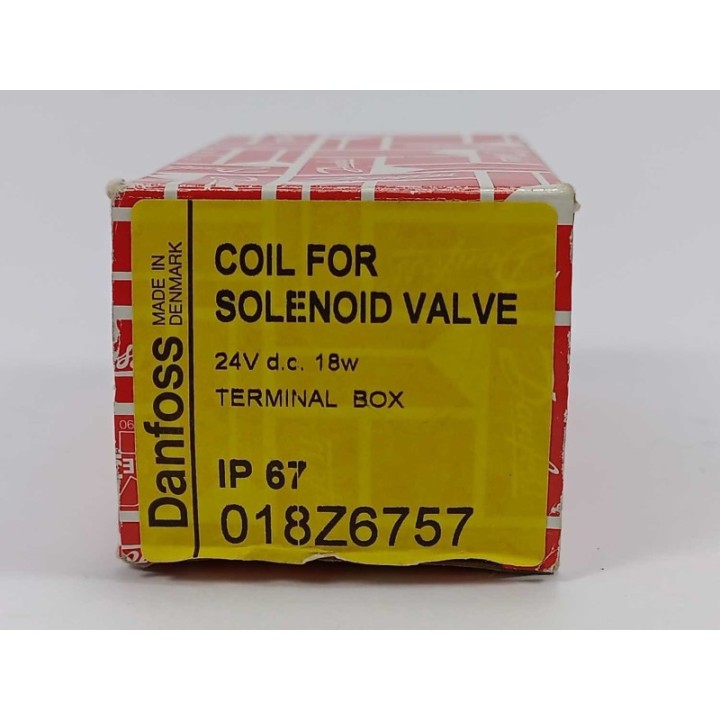 Danfoss
MADE IN
DENMARK
COIL FOR
SOLENOID VALVE
24V d.c. 18w
TERMINAL BOX
IP 67
018Z6757